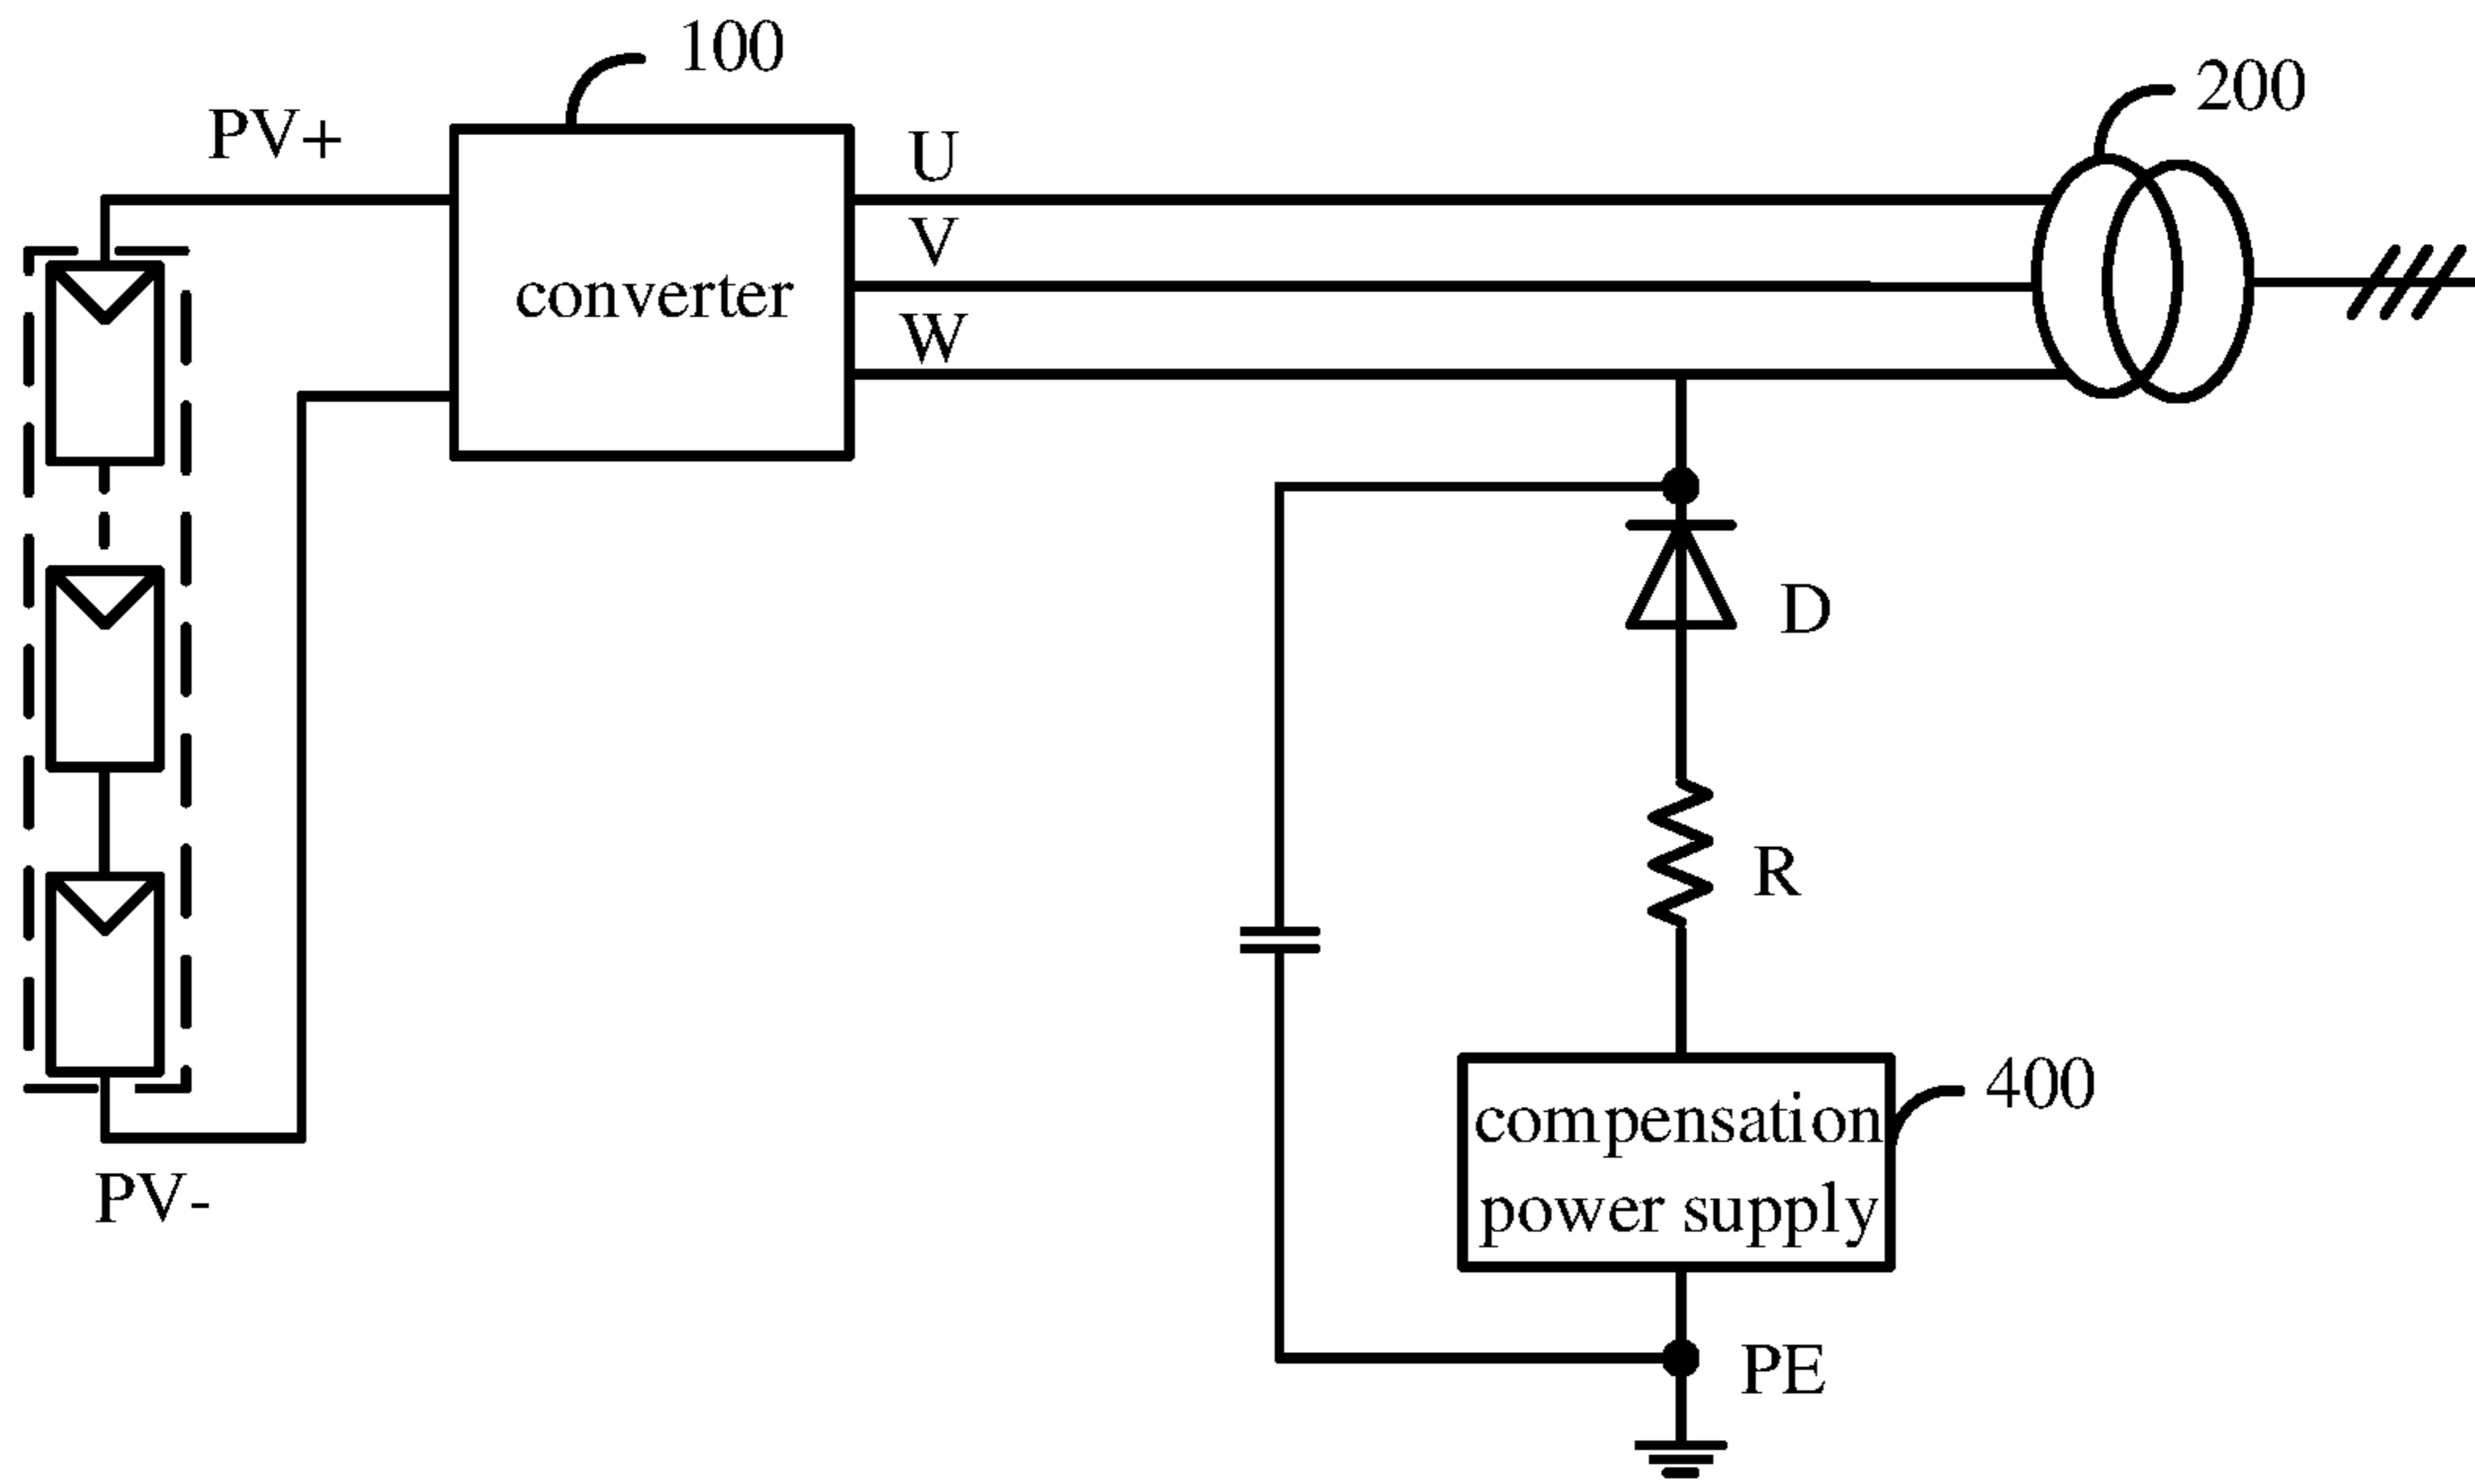 100
200
PV+
U
V
converter
W
D
R
400
compensation
power supply
PV-
PE